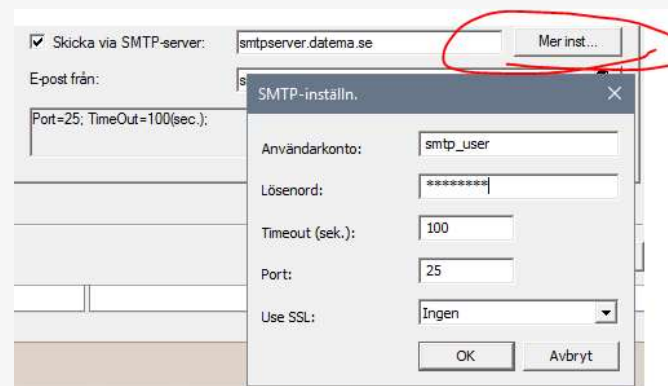 Skicka via SMTP-server: smtpserver.datema.se Mer inst...
E-post från: s
Port=25; TimeOut=100(sec.);
SMTP-inställn.
Användarkonto: smtp_user
Lösenord: ********
Timeout (sek.): 100
Port: 25
Use SSL: Ingen
OK Avbryt